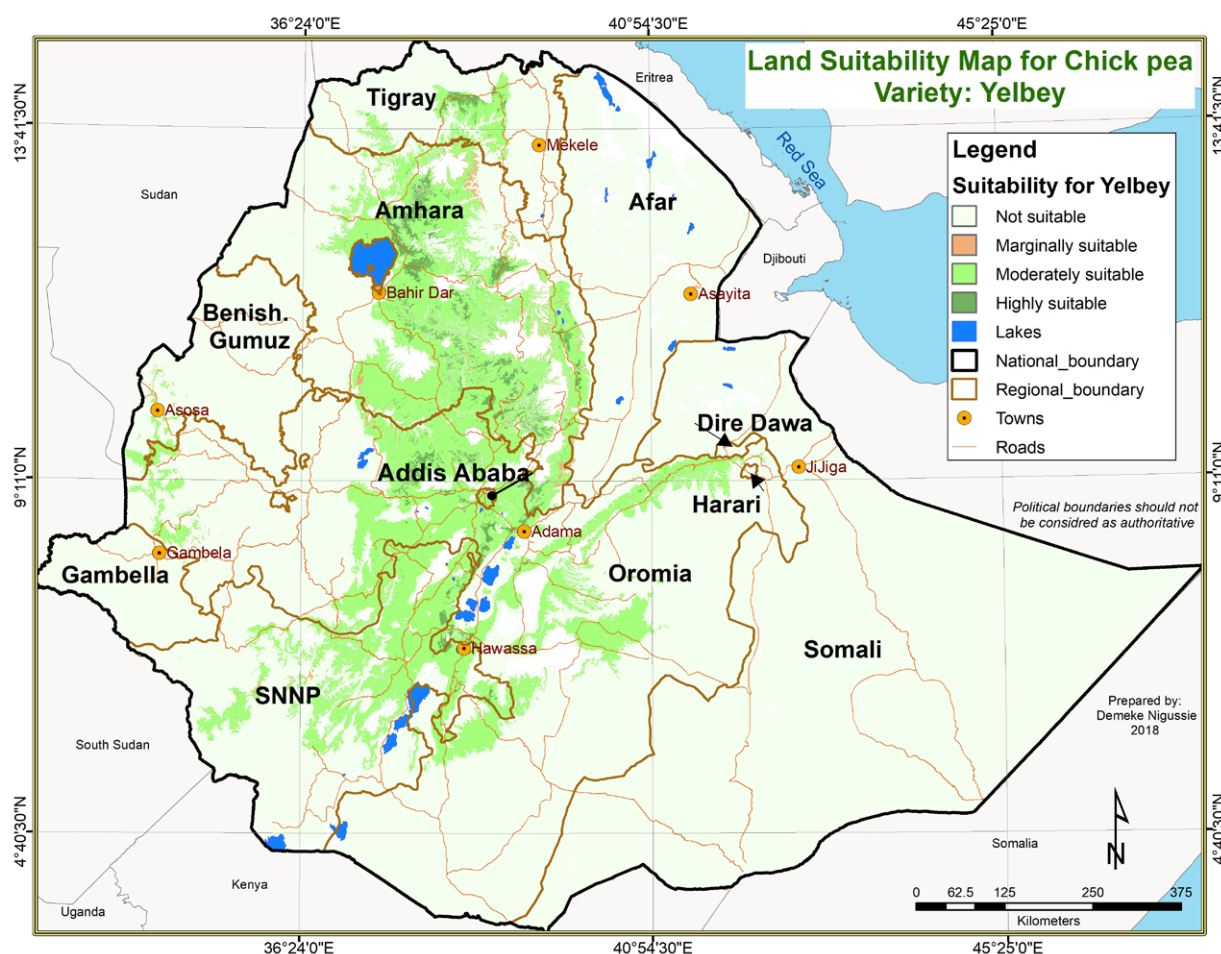 36°24'0"E
40°54'30"E
45°25'0"E
Land Suitability Map for Chick pea
Variety: Yelbey
Eritrea
Tigray
13°41'30"N
13°41'30"N
Mekele
Red Sea
Legend
Suitability for Yelbey
Not suitable
Marginally suitable
Moderately suitable
Highly suitable
Lakes
National_boundary
Regional_boundary
Towns
Roads
Sudan
Amhara
Afar
Djibouti
Bahir Dar
Asayita
Benish.
Gumuz
Asosa
Dire Dawa
Addis Ababa
JiJiga
9°11'0"N
9°11'0"N
Harari
Political boundaries should not
be considred as authoritative
Adama
Gambela
Gambella
Oromia
Hawassa
Somali
SNNP
Prepared by:
Demeke Nigussie
2018
South Sudan
4°40'30"N
4°40'30"N
Somalia
N
Kenya
Uganda
0 62.5 125 250 375
Kilometers
36°24'0"E
40°54'30"E
45°25'0"E